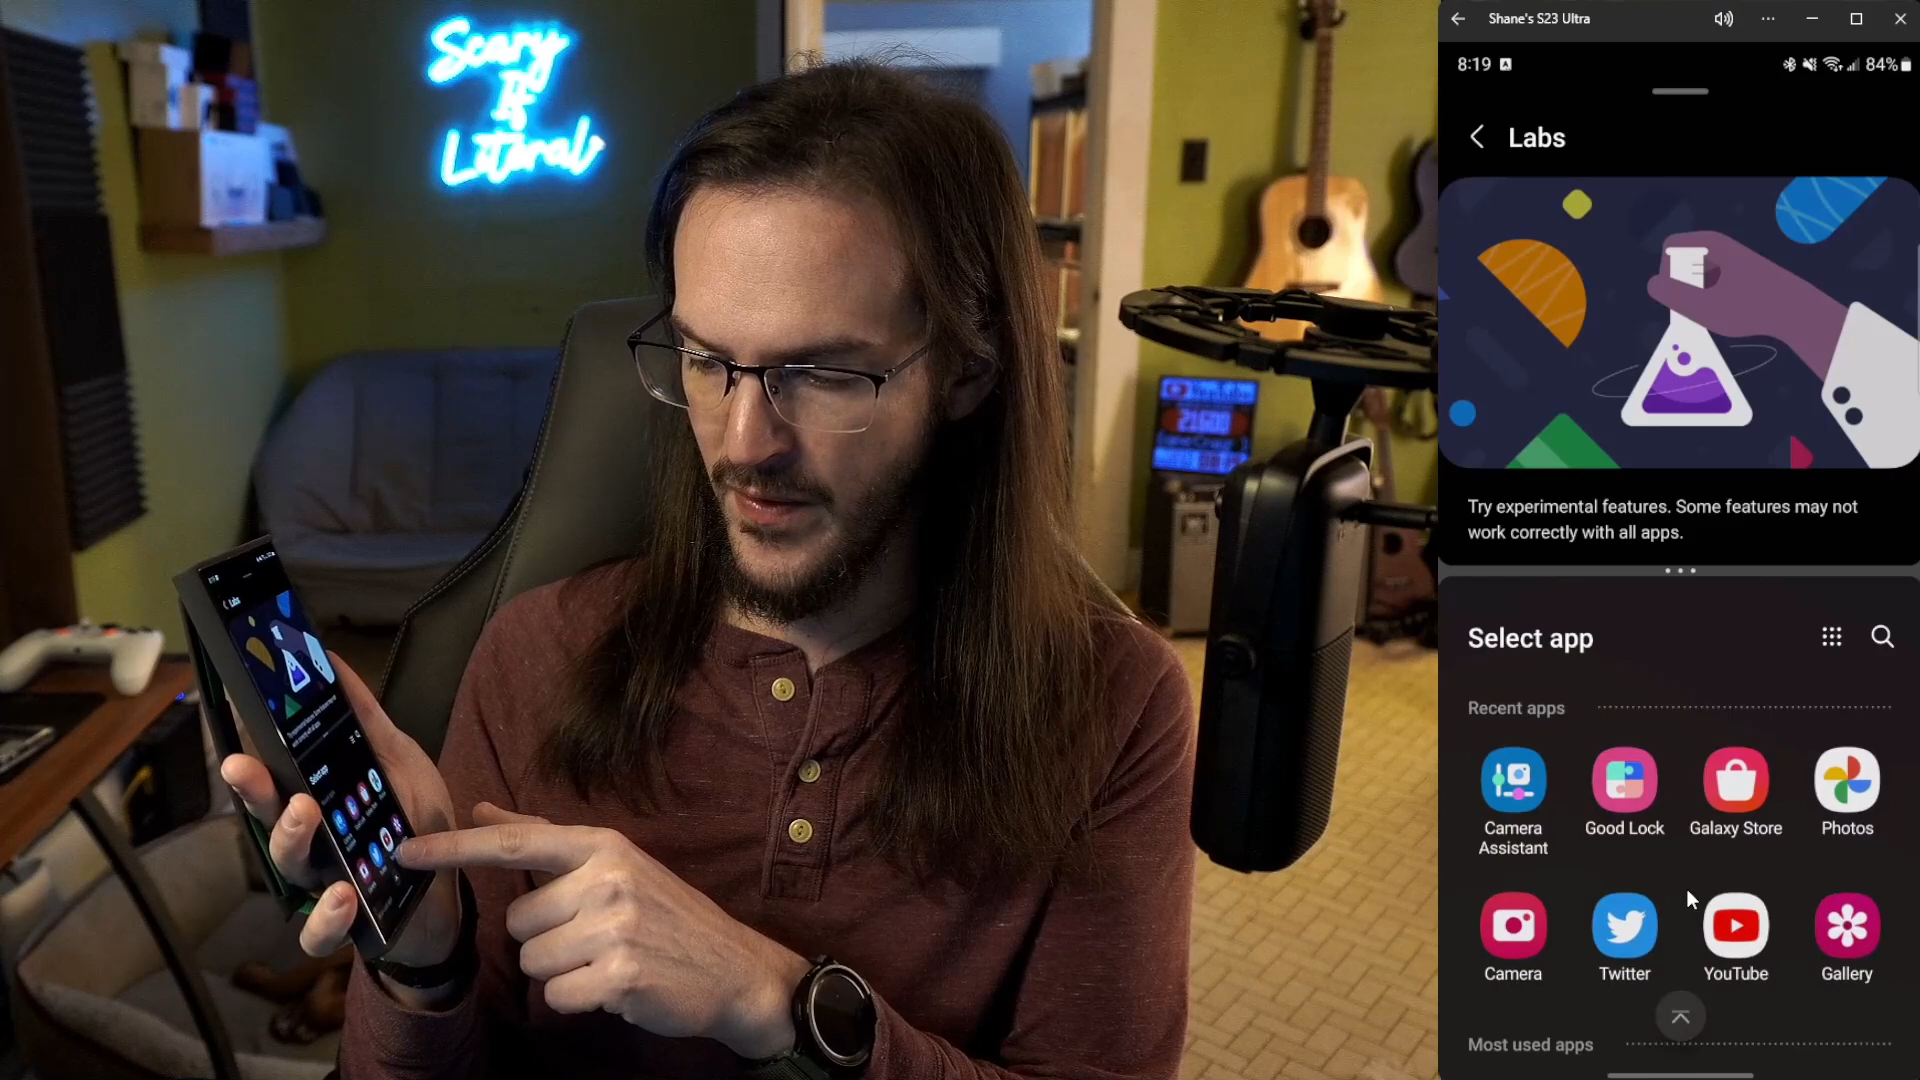 Scary
Is
Literal
21600
Shane's S23 Ultra
8:19
84%
Labs
Try experimental features. Some features may not
work correctly with all apps.
Select app
Recent apps
Camera Assistant
Good Lock
Galaxy Store
Photos
Camera
Twitter
YouTube
Gallery
Most used apps